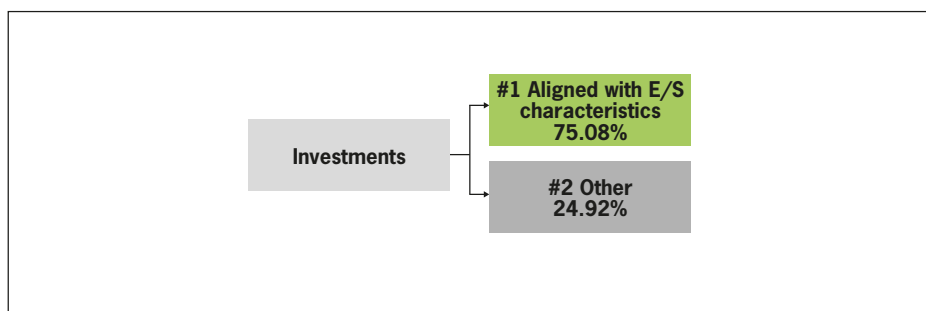 Investments
#1 Aligned with E/S
characteristics
75.08%
#2 Other
24.92%